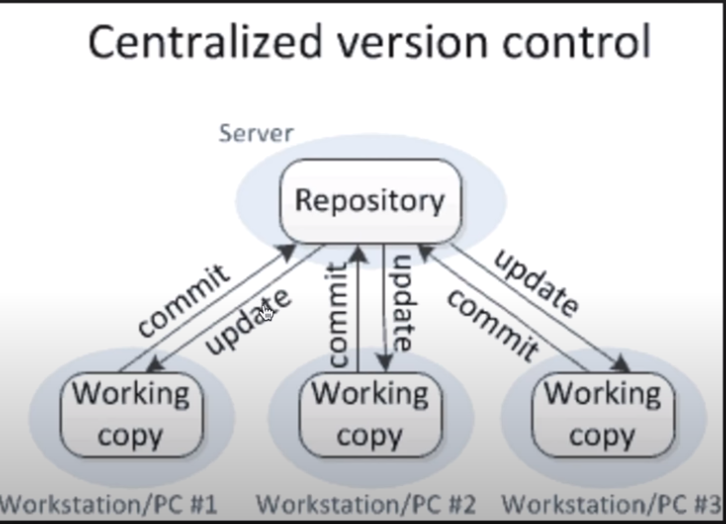 Centralized version control
Server
Repository
commit
update
commit
update
commit
update
Working
copy
Working
copy
Working
copy
Workstation/PC #1
Workstation/PC #2
Workstation/PC #3